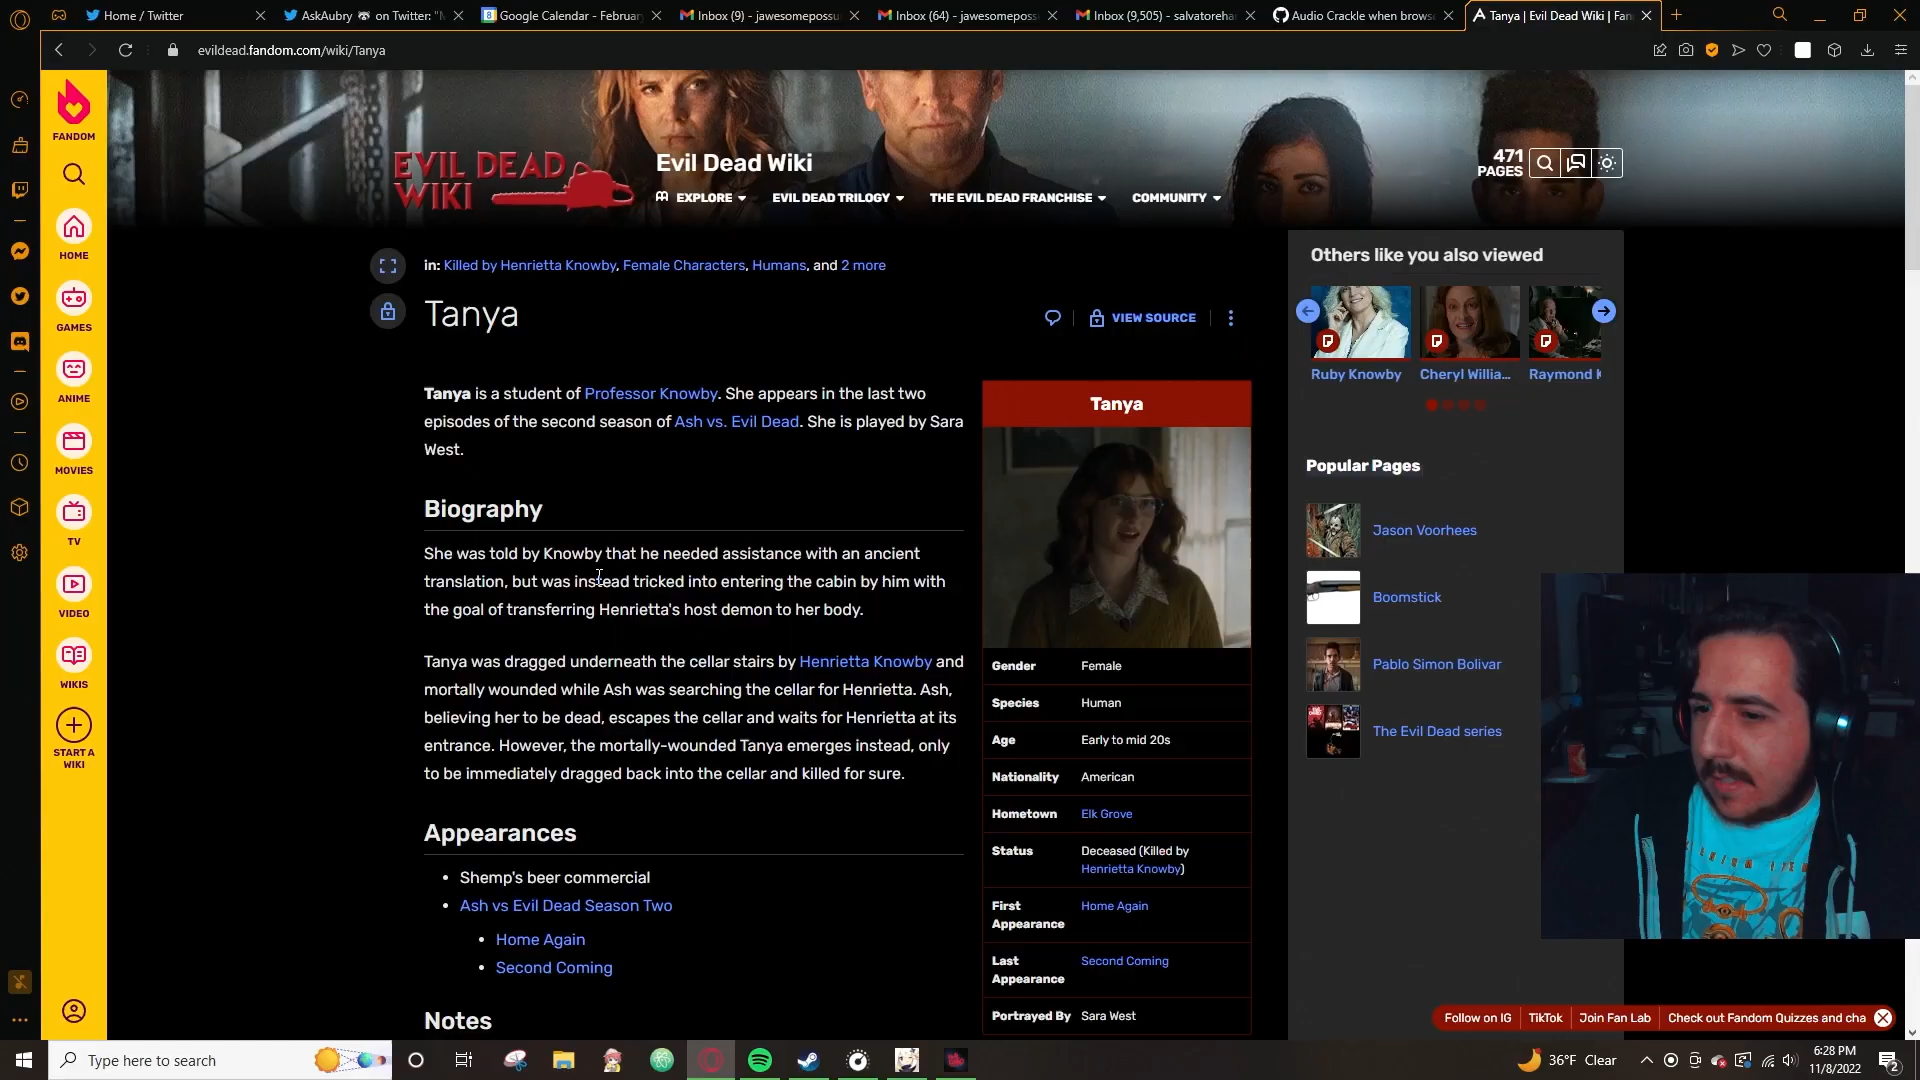 Home / Twitter
AskAubry 🦝 on Twitter: "M
Google Calendar - Februar
Inbox (9) - jawesomepossu
Inbox (64) - jawesomeposs
Inbox (9,505) - salvatorehar
Audio Crackle when brows
Tanya | Evil Dead Wiki | Fan
evildead.fandom.com/wiki/Tanya
FANDOM
HOME
GAMES
ANIME
MOVIES
TV
VIDEO
WIKIS
START A
WIKI
EVIL DEAD
WIKI
Evil Dead Wiki
EXPLORE
EVIL DEAD TRILOGY
THE EVIL DEAD FRANCHISE
COMMUNITY
471
PAGES
in: Killed by Henrietta Knowby, Female Characters, Humans, and 2 more
Tanya
VIEW SOURCE
Tanya is a student of Professor Knowby. She appears in the last two
episodes of the second season of Ash vs. Evil Dead. She is played by Sara
West.
Biography
She was told by Knowby that he needed assistance with an ancient
translation, but was instead tricked into entering the cabin by him with
the goal of transferring Henrietta's host demon to her body.
Tanya was dragged underneath the cellar stairs by Henrietta Knowby and
mortally wounded while Ash was searching the cellar for Henrietta. Ash,
believing her to be dead, escapes the cellar and waits for Henrietta at its
entrance. However, the mortally-wounded Tanya emerges instead, only
to be immediately dragged back into the cellar and killed for sure.
Appearances
• Shemp's beer commercial
• Ash vs Evil Dead Season Two
• Home Again
• Second Coming
Notes
Tanya
Gender Female
Species Human
Age Early to mid 20s
Nationality American
Hometown Elk Grove
Status Deceased (Killed by
Henrietta Knowby)
First Home Again
Appearance
Last Second Coming
Appearance
Portrayed By Sara West
Others like you also viewed
Ruby Knowby
Cheryl Willia...
Raymond K
Popular Pages
Jason Voorhees
Boomstick
Pablo Simon Bolivar
The Evil Dead series
Follow on IG
TikTok
Join Fan Lab
Check out Fandom Quizzes and cha
Type here to search
36°F Clear
6:28 PM
11/8/2022
2